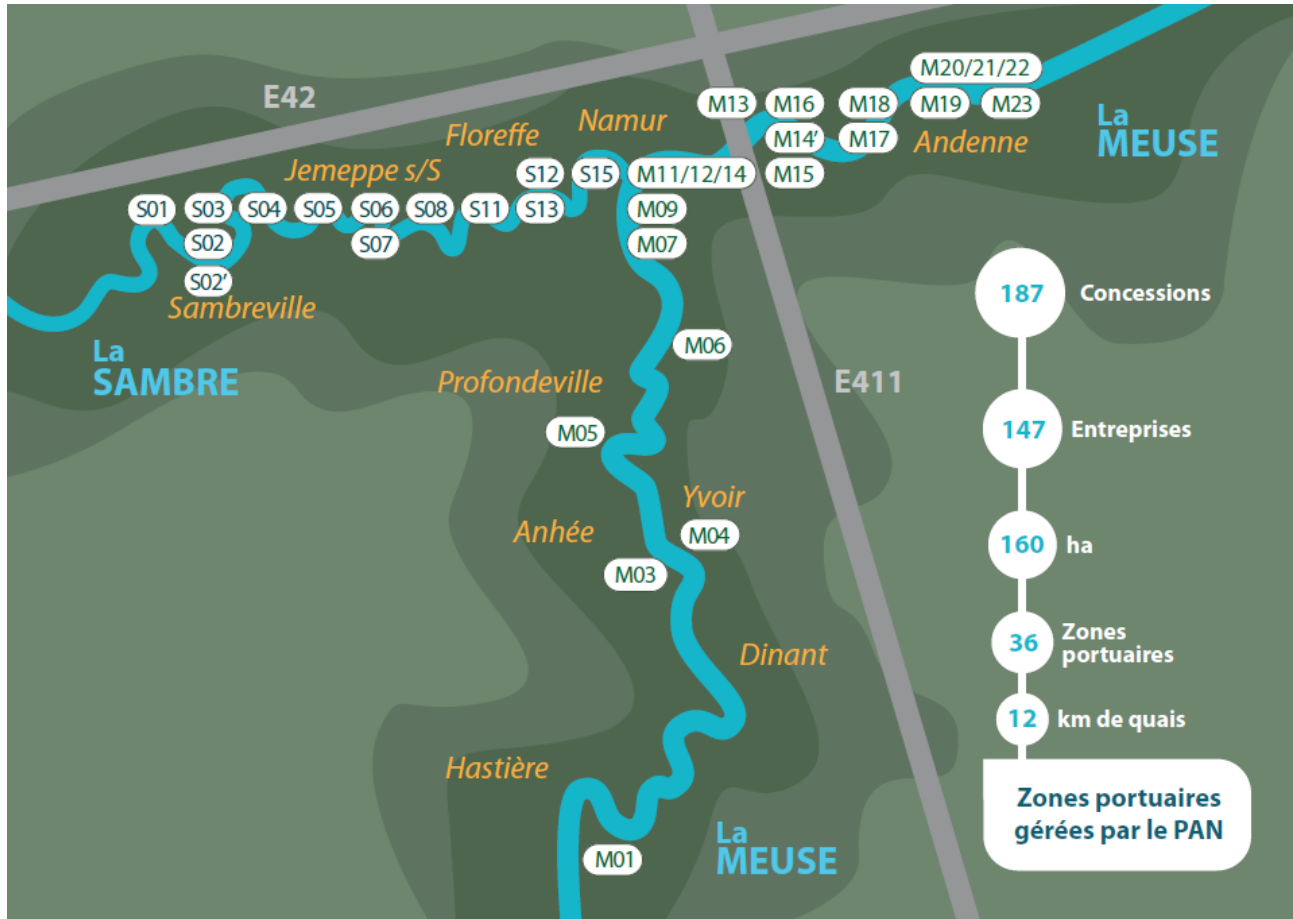 E42
Floreffe
Namur
Jemeppe s/S
M20/21/22
M13
M16
M18
M19
M23
M14’
M17
Andenne
La
MEUSE
S12
S15
M11/12/14
M15
S01
S03
S04
S05
S06
S08
S11
S13
M09
S02
S07
M07
S02’
Sambreville
La
SAMBRE
M06
Profondeville
E411
M05
Yvoir
Anhée
M04
M03
Dinant
Hastière
La
MEUSE
M01
187 Concessions
147 Entreprises
160 ha
36 Zones
portuaires
12 km de quais
Zones portuaires
gérées par le PAN